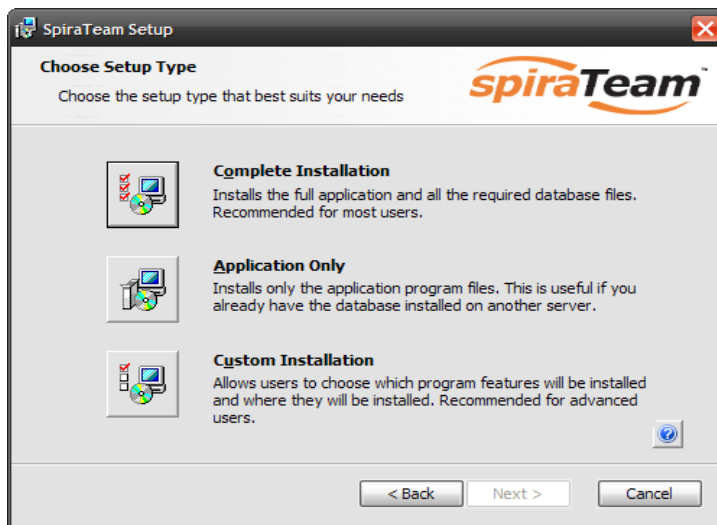 SpiraTeam Setup
Choose Setup Type
Choose the setup type that best suits your needs
spiraTeam™
Complete Installation
Installs the full application and all the required database files.
Recommended for most users.
Application Only
Installs only the application program files. This is useful if you
already have the database installed on another server.
Custom Installation
Allows users to choose which program features will be installed
and where they will be installed. Recommended for advanced
users.
?
< Back
Next >
Cancel